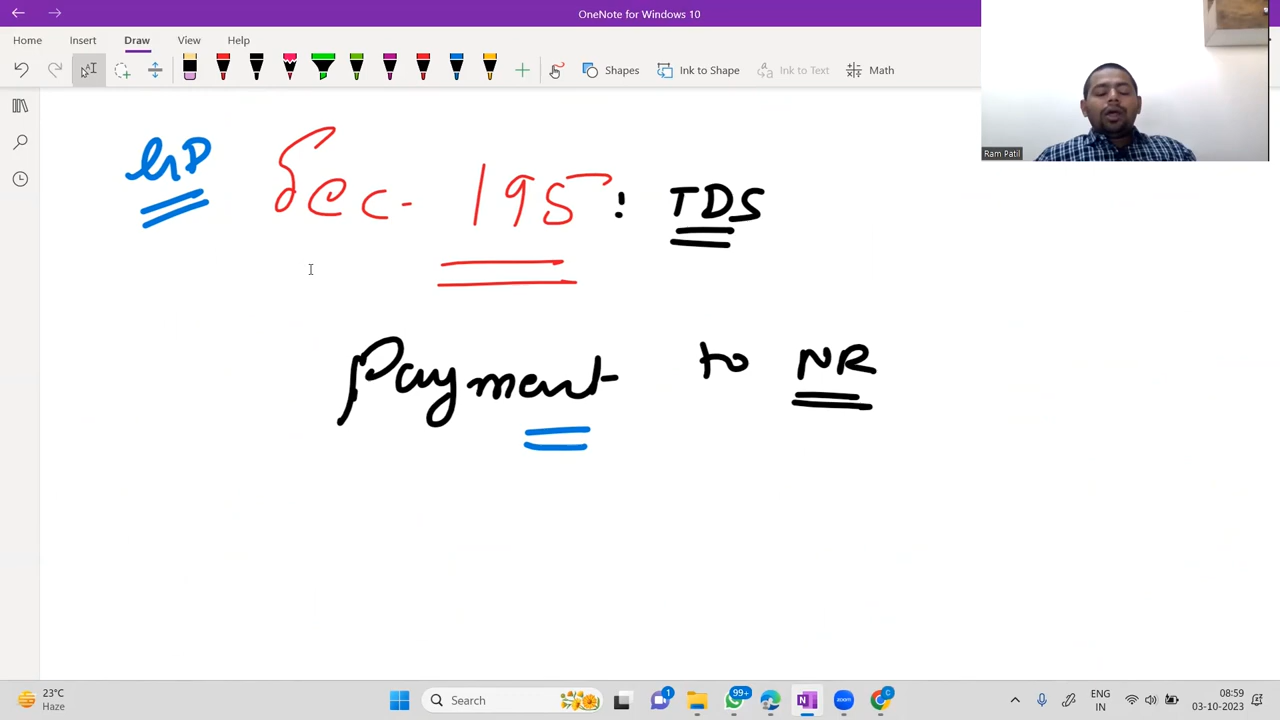 OneNote for Windows 10
Home Insert Draw View Help
Shapes Ink to Shape Ink to Text Math
Ram Patil
Sec- 195 : TDS
Payment to NR
23°C
Haze
Search
1
99+
ENG
IN
08:59
03-10-2023